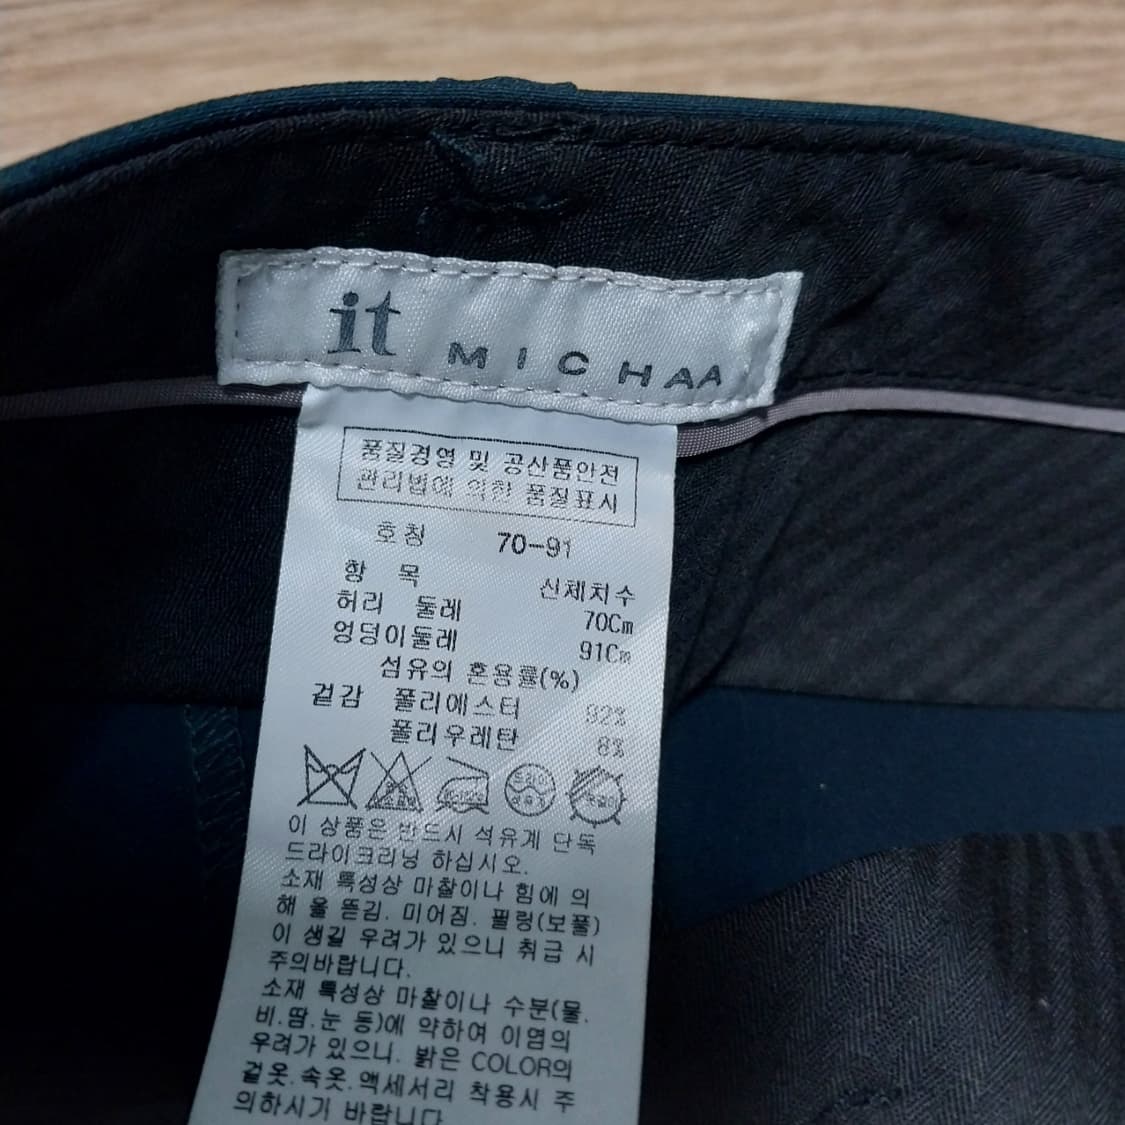 it MICHAA
품질경영 및 공산품안전
관리법에 의한 품질표시
호칭 70-91
항 목 신체치수
허리 둘레 70Cm
엉덩이둘레 91Cm
섬유의 혼용률(%)
겉감 폴리에스터 92%
폴리우레탄 8%
드라이
석유계
이 상품은 반드시 석유계 단독
드라이크리닝 하십시오.
소재 특성상 마찰이나 힘에 의
해 올 뜯김. 미어짐. 필링(보풀)
이 생길 우려가 있으니 취급 시
주의바랍니다.
소재 특성상 마찰이나 수분(물.
비.땀.눈 등)에 약하여 이염의
우려가 있으니. 밝은 COLOR의
겉옷.속옷.액세서리 착용시 주
의하시기 바랍니다